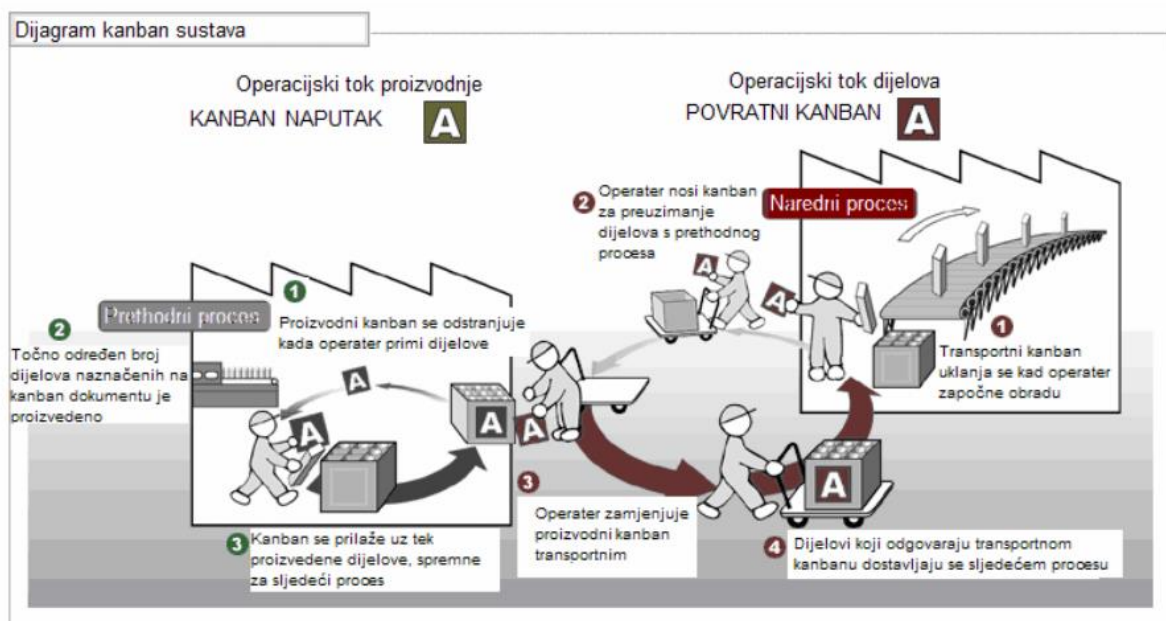 Dijagram kanban sustava
Operacijski tok proizvodnje
KANBAN NAPUTAK
A
Operacijski tok dijelova
POVRATNI KANBAN
A
2
Operater nosi kanban
za preuzimanje
dijelova s prethodnog
procesa
Naredni proces
A
A
1
Transportni kanban
uklanja se kad operater
započne obradu
1
Prethodni proces
Proizvodni kanban se odstranjuje
kada operater primi dijelove
2
Točno određen broj
dijelova naznačenih na
kanban dokumentu je
proizvedeno
A
A
A
A
A
3
Kanban se prilaže uz tek
proizvedene dijelove, spremne
za sljedeći proces
3
Operater zamjenjuje
proizvodni kanban
transportnim
4
Dijelovi koji odgovaraju transportnom
kanbanu dostavljaju se sljedećem procesu